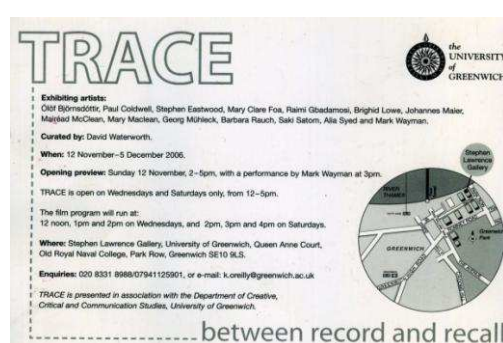 TRACE
the
UNIVERSITY
of
GREENWICH
Exhibiting artists:
Ólöf Björnsdóttir, Paul Coldwell, Stephen Eastwood, Mary Clare Foa, Raimi Gbadamosi, Brighid Lowe, Johannes Maier,
Mairéad McClean, Mary Maclean, Georg Mühleck, Barbara Rauch, Saki Satom, Alia Syed and Mark Wayman.
Curated by: David Waterworth.
When: 12 November–5 December 2006.
Opening preview: Sunday 12 November, 2–5pm, with a performance by Mark Wayman at 3pm.
TRACE is open on Wednesdays and Saturdays only, from 12–5pm.
The film program will run at:
12 noon, 1pm and 2pm on Wednesdays, and 2pm, 3pm and 4pm on Saturdays.
Where: Stephen Lawrence Gallery, University of Greenwich, Queen Anne Court,
Old Royal Naval College, Park Row, Greenwich SE10 9LS.
Enquiries: 020 8331 8988/07941125901, or e-mail: k.oreilly@greenwich.ac.uk
TRACE is presented in association with the Department of Creative,
Critical and Communication Studies, University of Greenwich.
Stephen
Lawrence
Gallery
RIVER
THAMES
GREENWICH
Greenwich
Park
between record and recall